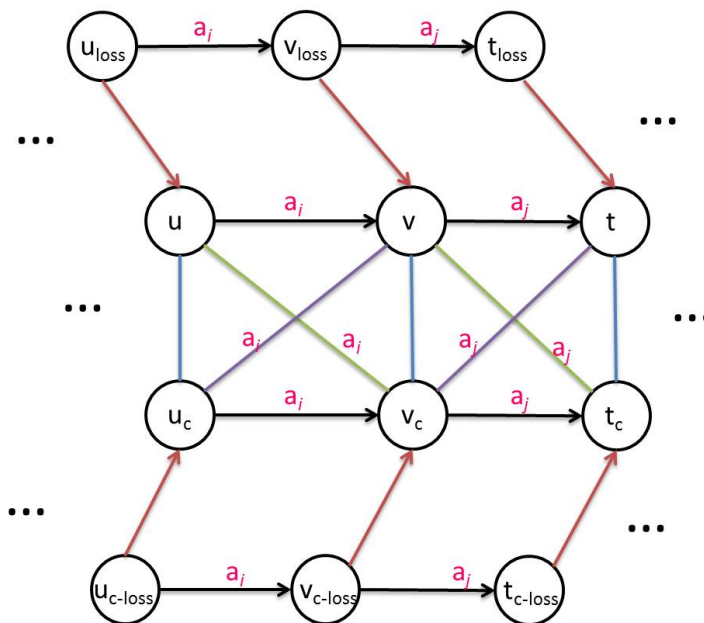 u_loss a_i v_loss a_j t_loss
...
...
u a_i v a_j t
...
...
a_i a_i a_j a_j
u_c a_i v_c a_j t_c
...
...
u_c-loss a_i v_c-loss a_j t_c-loss